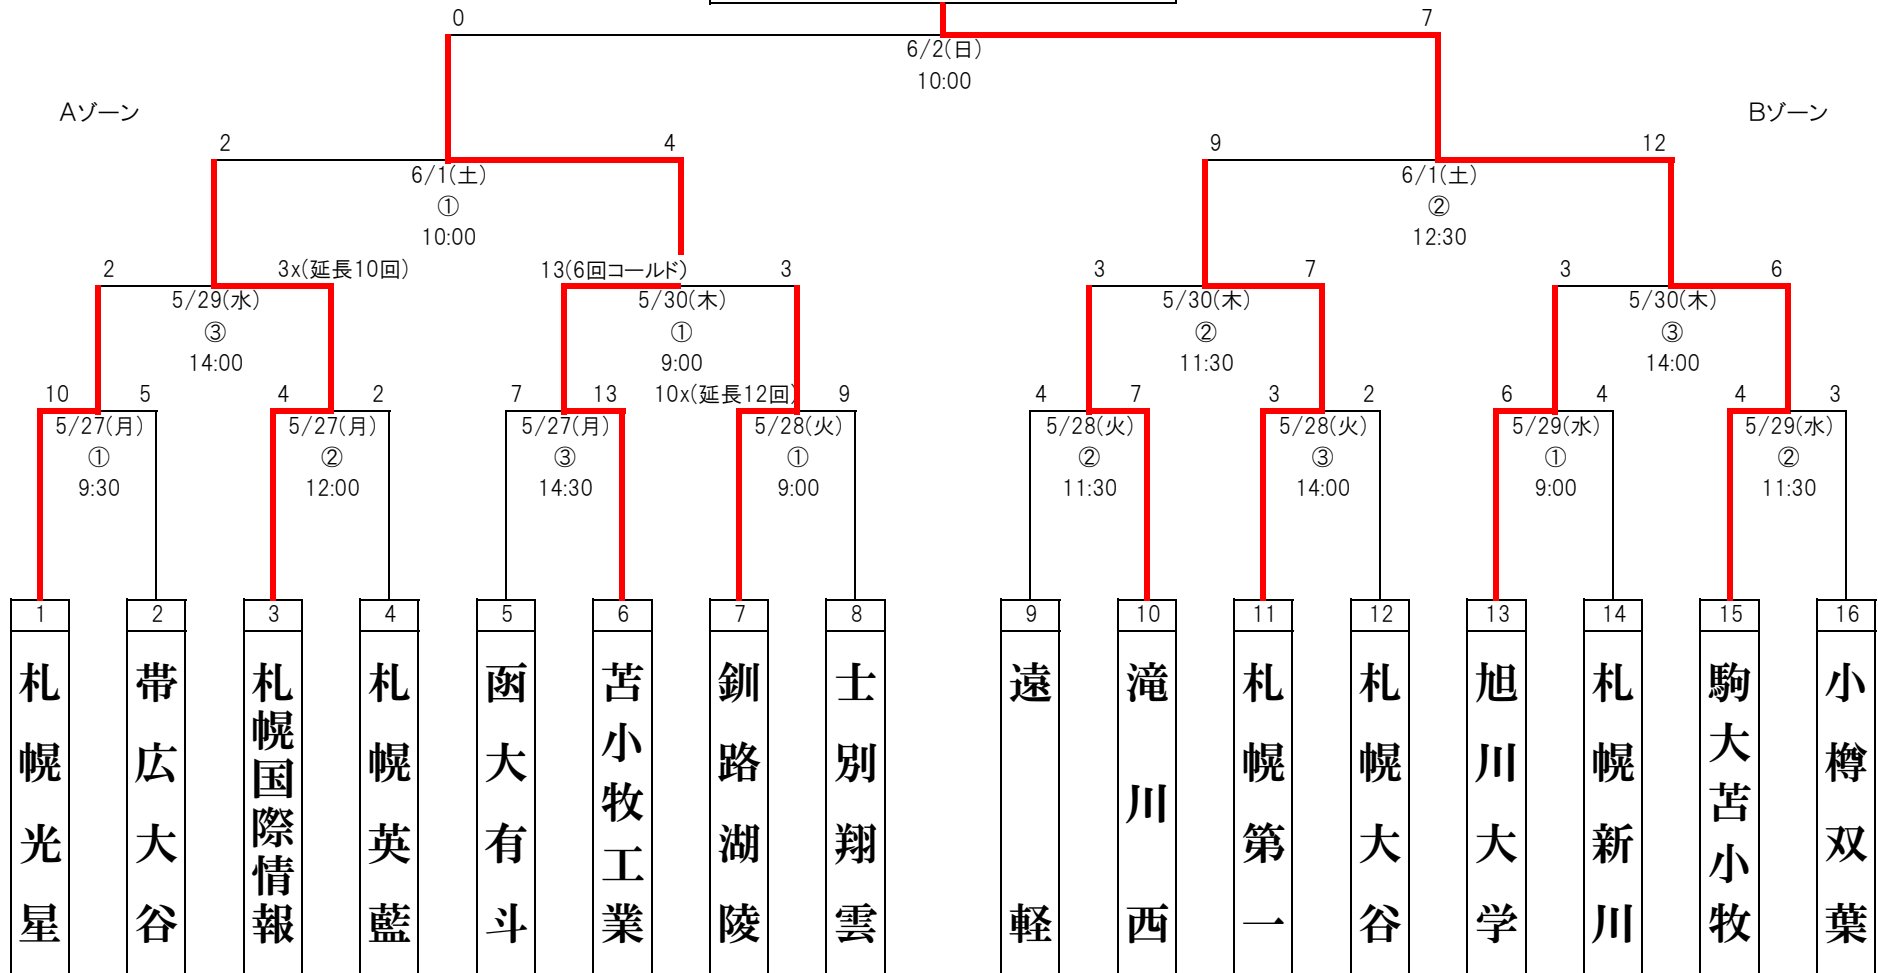 0 7
6/2(日)
10:00
Aゾーン Bゾーン
2 4 9 12
6/1(土) 6/1(土)
① ②
10:00 12:30
2 3x(延長10回) 13(6回コールド) 3 3 7 3 6
5/29(水) 5/30(木) 5/30(木) 5/30(木)
③ ① ② ③
14:00 9:00 11:30 14:00
10 5 4 2 7 13 10x(延長12回) 9 4 7 3 2 6 4 4 3
5/27(月) 5/27(月) 5/27(月) 5/28(火) 5/28(火) 5/28(火) 5/29(水) 5/29(水)
① ② ③ ① ② ③ ① ②
9:30 12:00 14:30 9:00 11:30 14:00 9:00 11:30
1 2 3 4 5 6 7 8 9 10 11 12 13 14 15 16
札幌光星
帯広大谷
札幌国際情報
札幌英藍
函大有斗
苫小牧工業
釧路湖陵
士別翔雲
遠軽
滝川西
札幌第一
札幌大谷
旭川大学
札幌新川
駒大苫小牧
小樽双葉